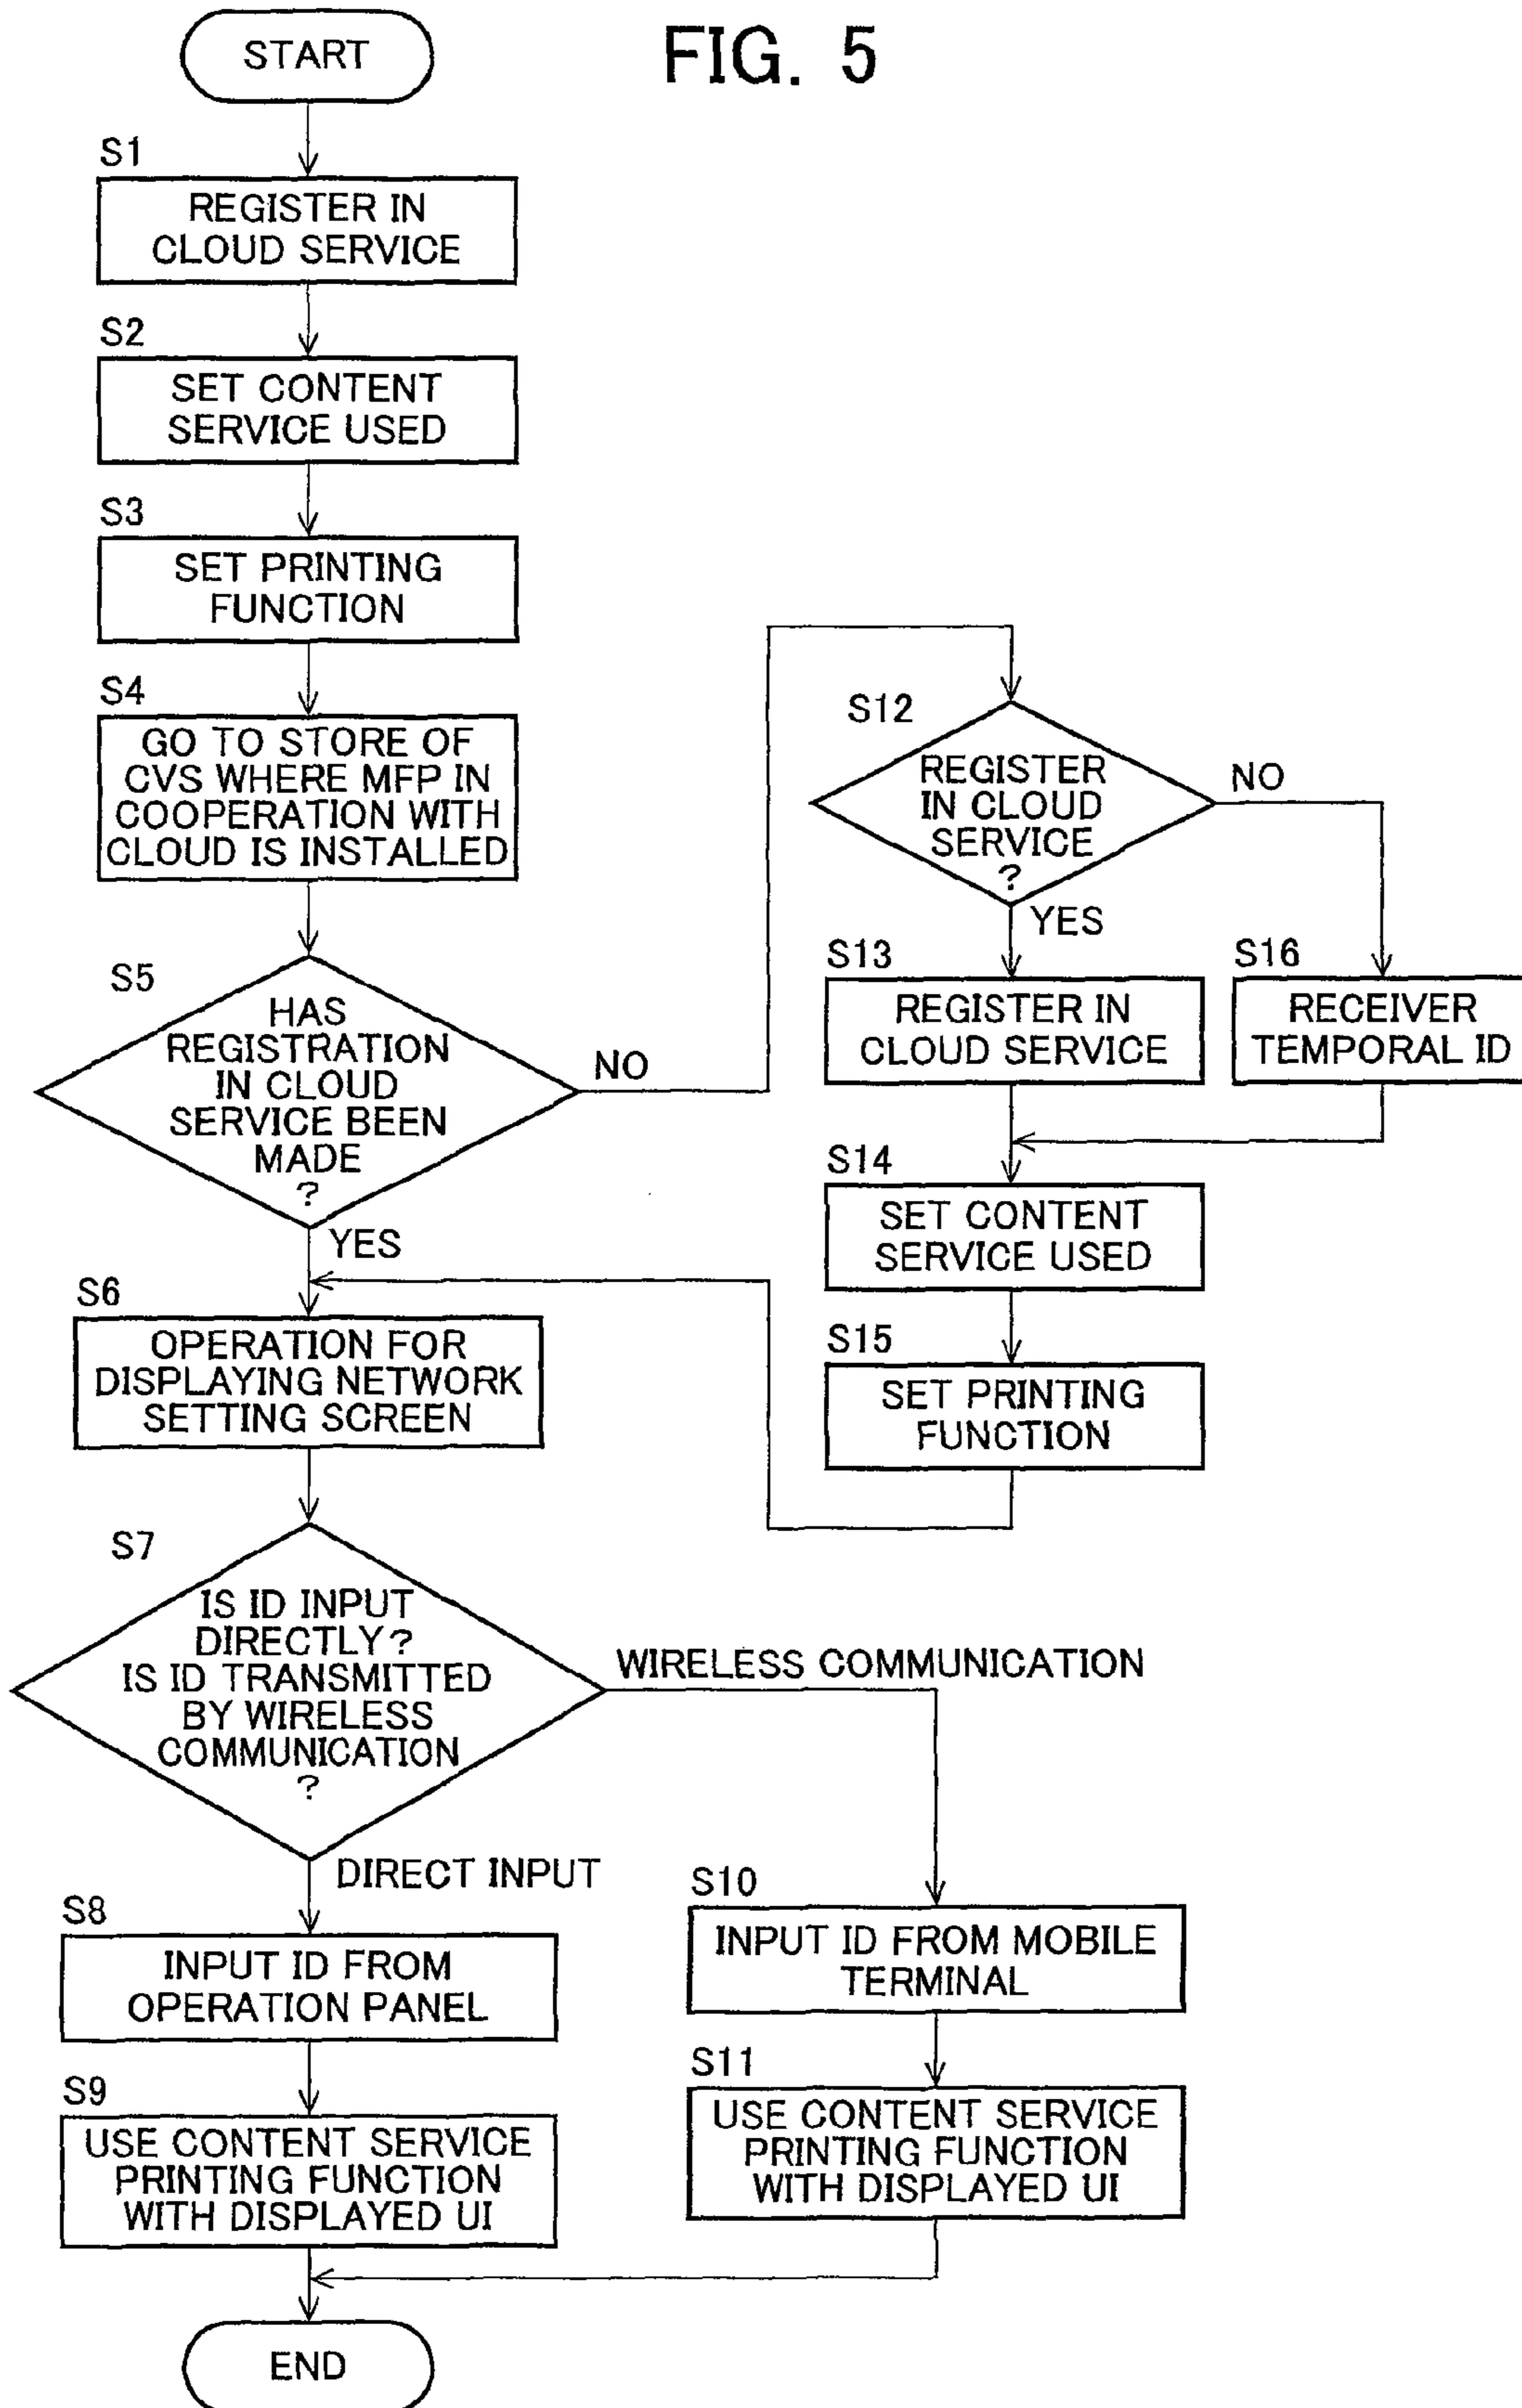 FIG. 5
START
S1
REGISTER IN
CLOUD SERVICE
S2
SET CONTENT
SERVICE USED
S3
SET PRINTING
FUNCTION
S4
GO TO STORE OF
CVS WHERE MFP IN
COOPERATION WITH
CLOUD IS INSTALLED
S5
HAS
REGISTRATION
IN CLOUD
SERVICE BEEN
MADE
?
NO
YES
S6
OPERATION FOR
DISPLAYING NETWORK
SETTING SCREEN
S7
IS ID INPUT
DIRECTLY?
IS ID TRANSMITTED
BY WIRELESS
COMMUNICATION
?
WIRELESS COMMUNICATION
DIRECT INPUT
S8
INPUT ID FROM
OPERATION PANEL
S9
USE CONTENT SERVICE
PRINTING FUNCTION
WITH DISPLAYED UI
S10
INPUT ID FROM MOBILE
TERMINAL
S11
USE CONTENT SERVICE
PRINTING FUNCTION
WITH DISPLAYED UI
S12
REGISTER
IN CLOUD
SERVICE
?
NO
YES
S13
REGISTER IN
CLOUD SERVICE
S16
RECEIVER
TEMPORAL ID
S14
SET CONTENT
SERVICE USED
S15
SET PRINTING
FUNCTION
END